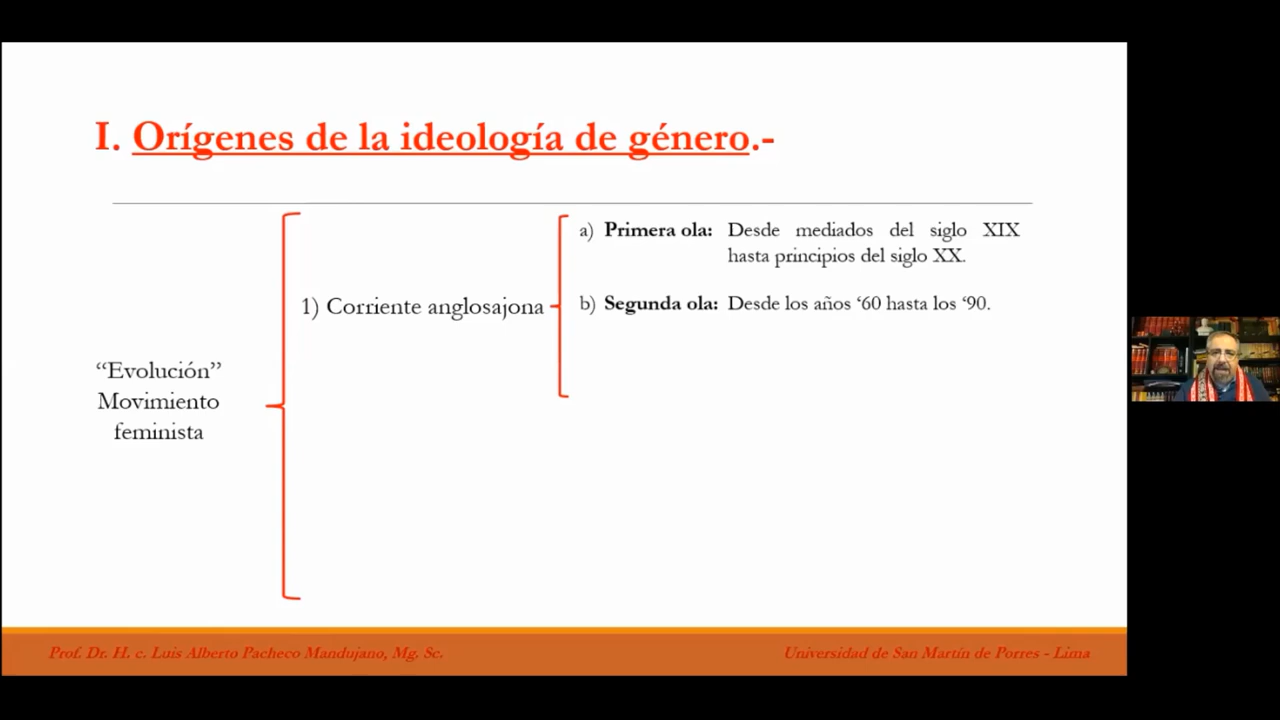 I. Orígenes de la ideología de género.-
“Evolución”
Movimiento
feminista
1) Corriente anglosajona
a) Primera ola: Desde mediados del siglo XIX
hasta principios del siglo XX.
b) Segunda ola: Desde los años ‘60 hasta los ‘90.
Prof. Dr. H. c. Luis Alberto Pacheco Mandujano, Mg. Sc.
Universidad de San Martín de Porres - Lima